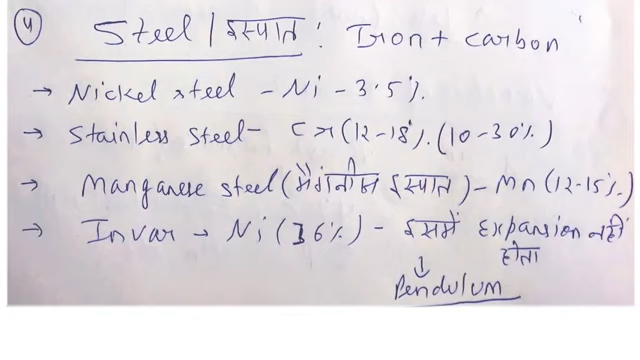 ④ Steel / इस्पात : Iron + carbon
→ Nickel steel - Ni - 3.5%.
→ Stainless steel - Cr (12-18%). (10-30%)
→ Manganese steel (मैंगनीज इस्पात) - Mn (12-15%.)
→ Invar → Ni (36%) - इसमें expansion नहीं
होता
↓
Pendulum